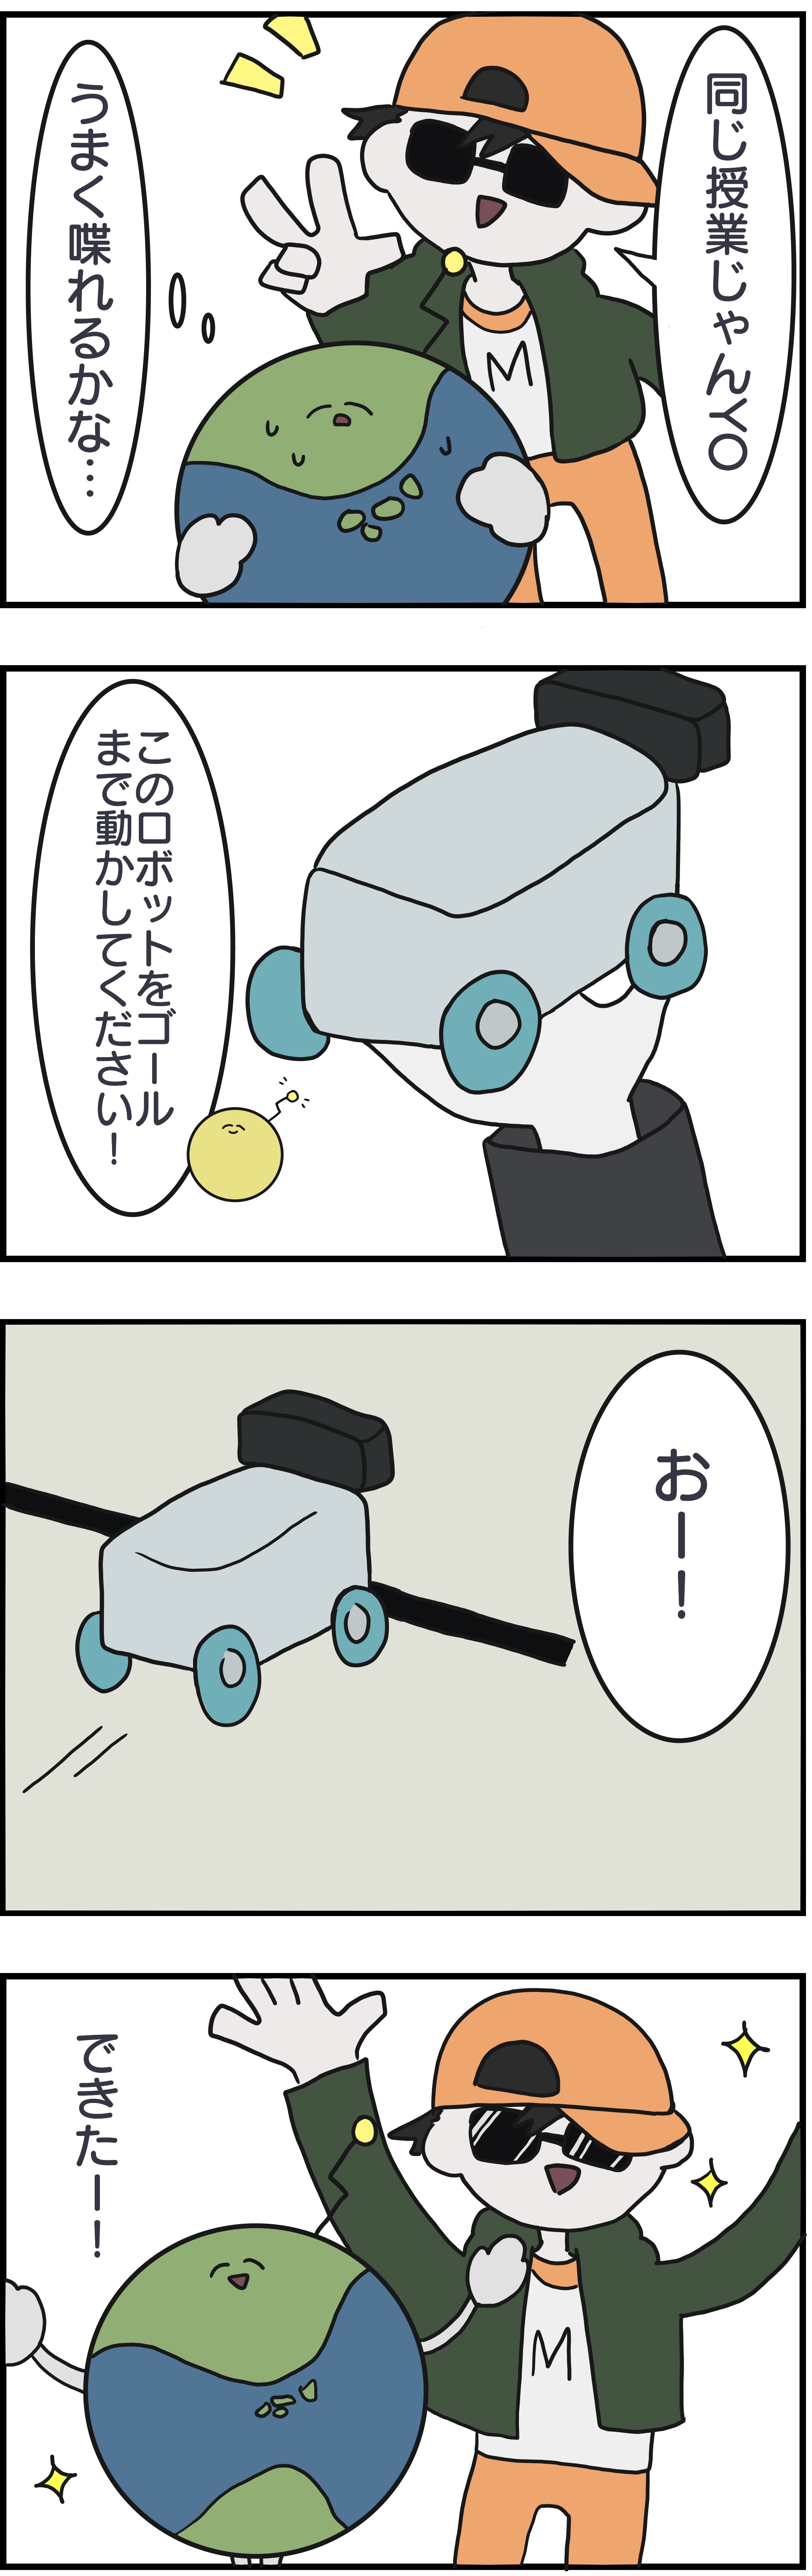 同じ授業じゃんYO
うまく喋れるかな…
M
このロボットをゴール
まで動かしてください！
おー！
できたー！
M